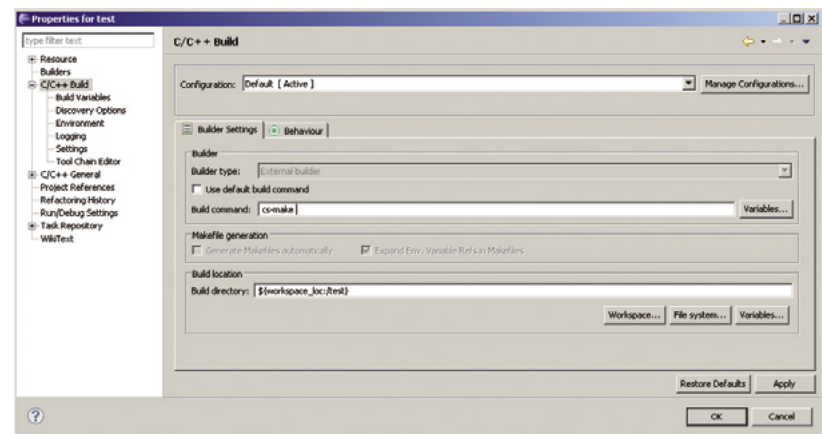 Properties for test
type filter text
Resource
Builders
C/C++ Build
Build Variables
Discovery Options
Environment
Logging
Settings
Tool Chain Editor
C/C++ General
Project References
Refactoring History
Run/Debug Settings
Task Repository
WikiText
C/C++ Build
Configuration: Default [ Active ] Manage Configurations...
Builder Settings Behaviour
Builder
Builder type: External builder
Use default build command
Build command: cs-make Variables...
Makefile generation
Generate Makefiles automatically Expand Env. Variable Refs in Makefiles
Build location
Build directory: ${workspace_loc:/test}
Workspace... File system... Variables...
Restore Defaults Apply
? OK Cancel